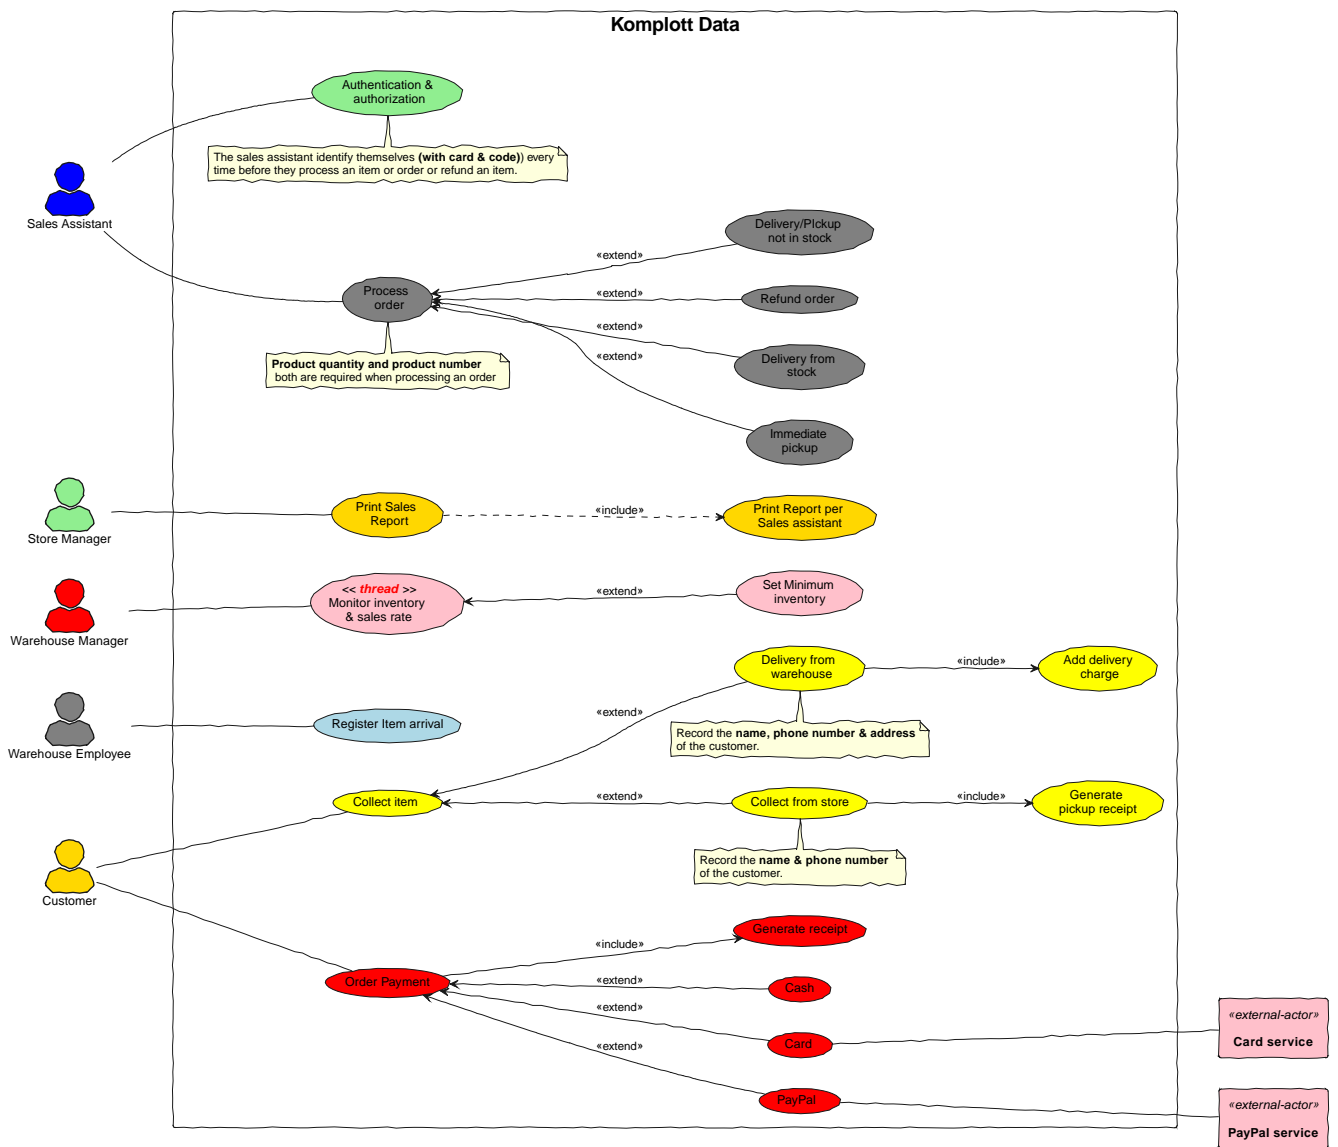 Komplott Data
Authentication &
authorization
The sales assistant identify themselves (with card & code)) every
time before they process an item or order or refund an item.
Sales Assistant
Delivery/PIckup
not in stock
«extend»
Process
order
«extend»
Refund order
«extend»
Delivery from
stock
«extend»
Product quantity and product number
both are required when processing an order
Immediate
pickup
Store Manager
Print Sales
Report
«include»
Print Report per
Sales assistant
Warehouse Manager
<< thread >>
Monitor inventory
& sales rate
«extend»
Set Minimum
inventory
Delivery from
warehouse
«include»
Add delivery
charge
Warehouse Employee
Register Item arrival
«extend»
Record the name, phone number & address
of the customer.
Collect item
«extend»
Collect from store
«include»
Generate
pickup receipt
Record the name & phone number
of the customer.
Customer
Generate receipt
«include»
Order Payment
«extend»
Cash
«extend»
Card
«external-actor»
Card service
«extend»
PayPal
«external-actor»
PayPal service